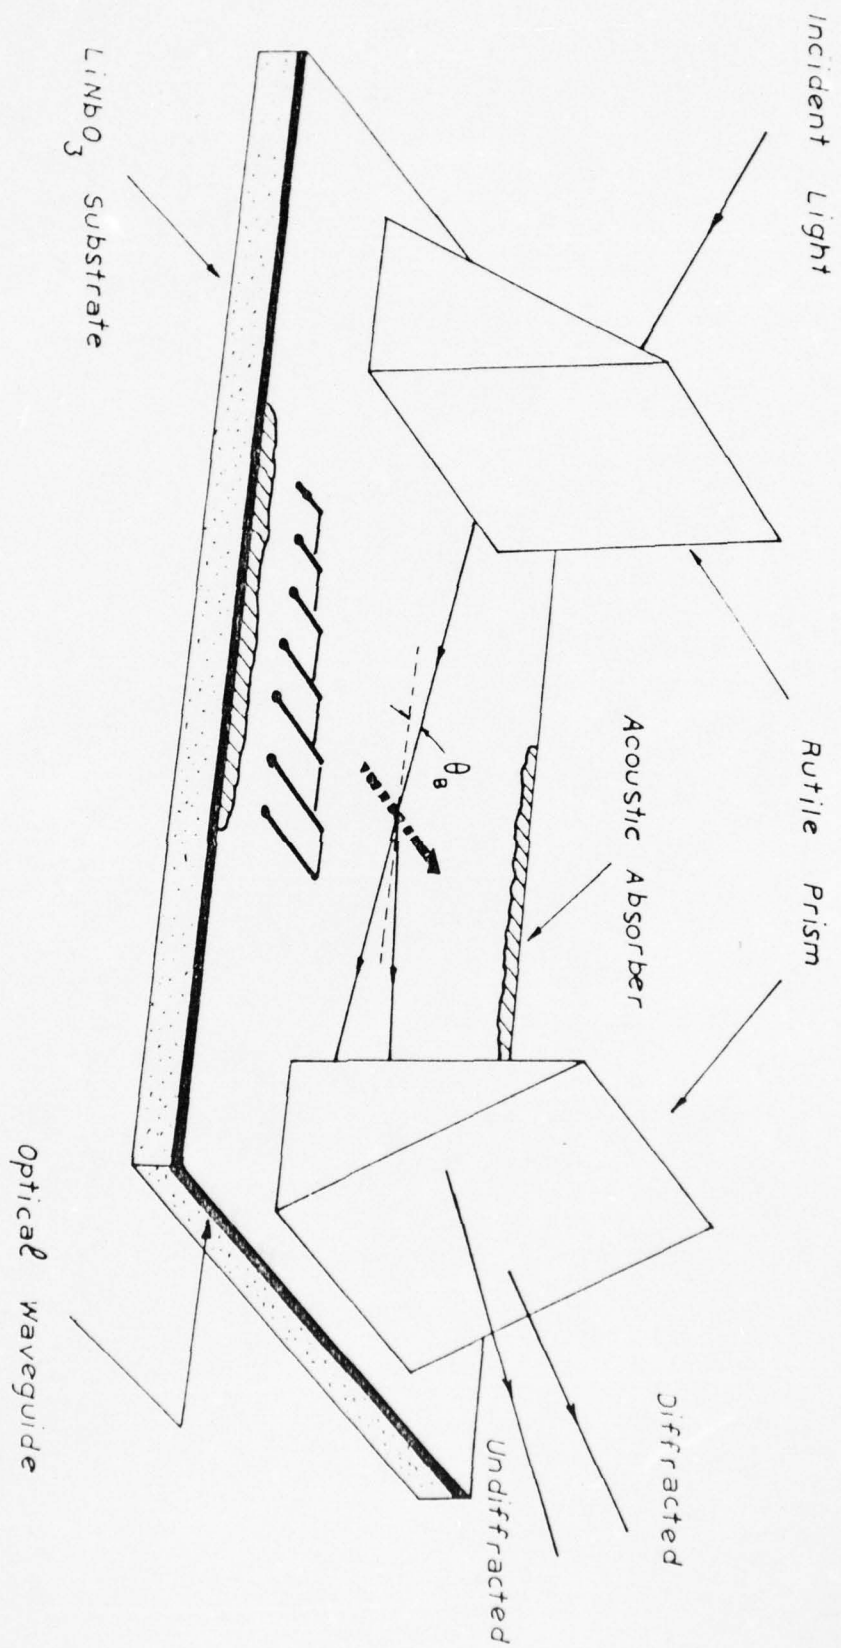 Incident Light
Rutile Prism
Acoustic Absorber
θB
LiNbO3 Substrate
Diffracted
Undiffracted
Optical Waveguide